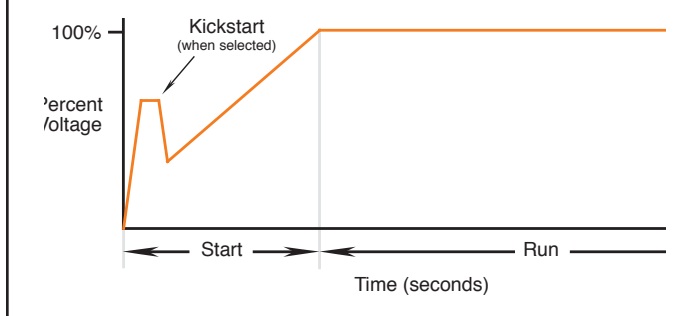 Kickstart
(when selected)
100%
Percent
Voltage
Start
Run
Time (seconds)